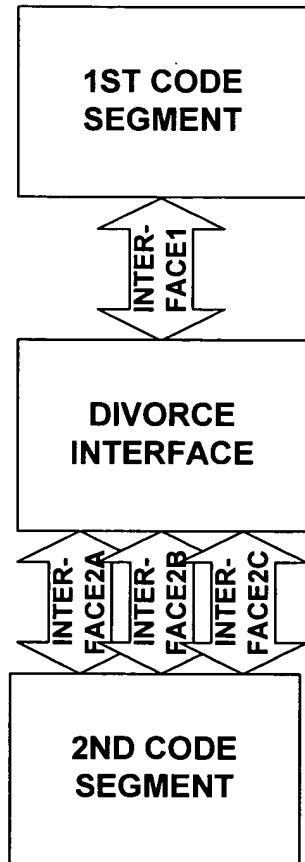 1ST CODE
SEGMENT
INTER-
FACE1
DIVORCE
INTERFACE
INTER-
FACE2A
INTER-
FACE2B
INTER-
FACE2C
2ND CODE
SEGMENT